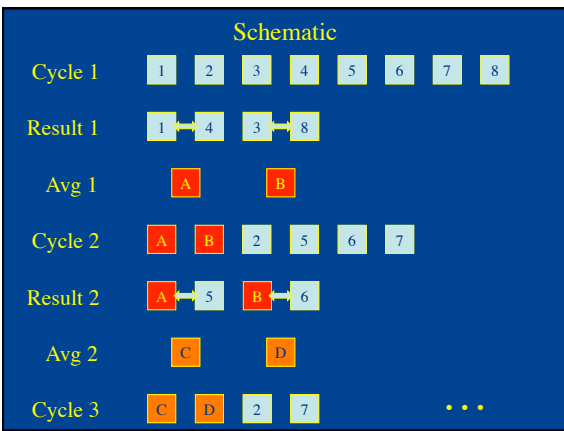 Schematic
Cycle 1 1 2 3 4 5 6 7 8
Result 1 1 4 3 8
Avg 1 A B
Cycle 2 A B 2 5 6 7
Result 2 A 5 B 6
Avg 2 C D
Cycle 3 C D 2 7 ...